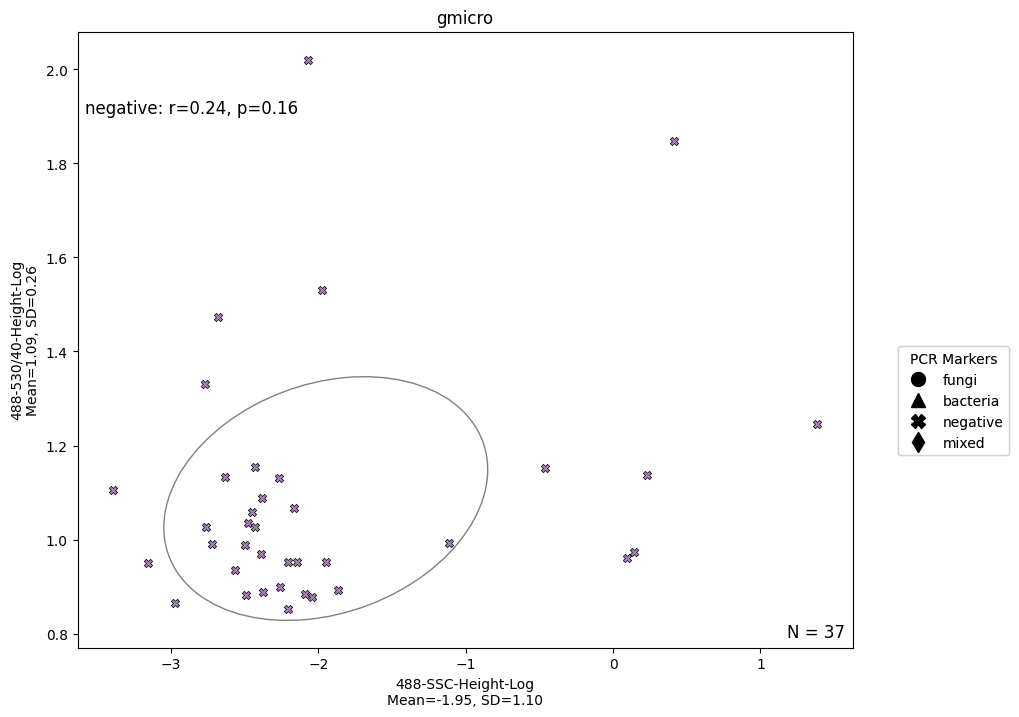 gmicro
negative: r=0.24, p=0.16
2.0
1.8
1.6
1.4
1.2
1.0
0.8
488-530/40-Height-Log
Mean=1.09, SD=0.26
N = 37
−3
−2
−1
0
1
488-SSC-Height-Log
Mean=-1.95, SD=1.10
PCR Markers
fungi
bacteria
negative
mixed